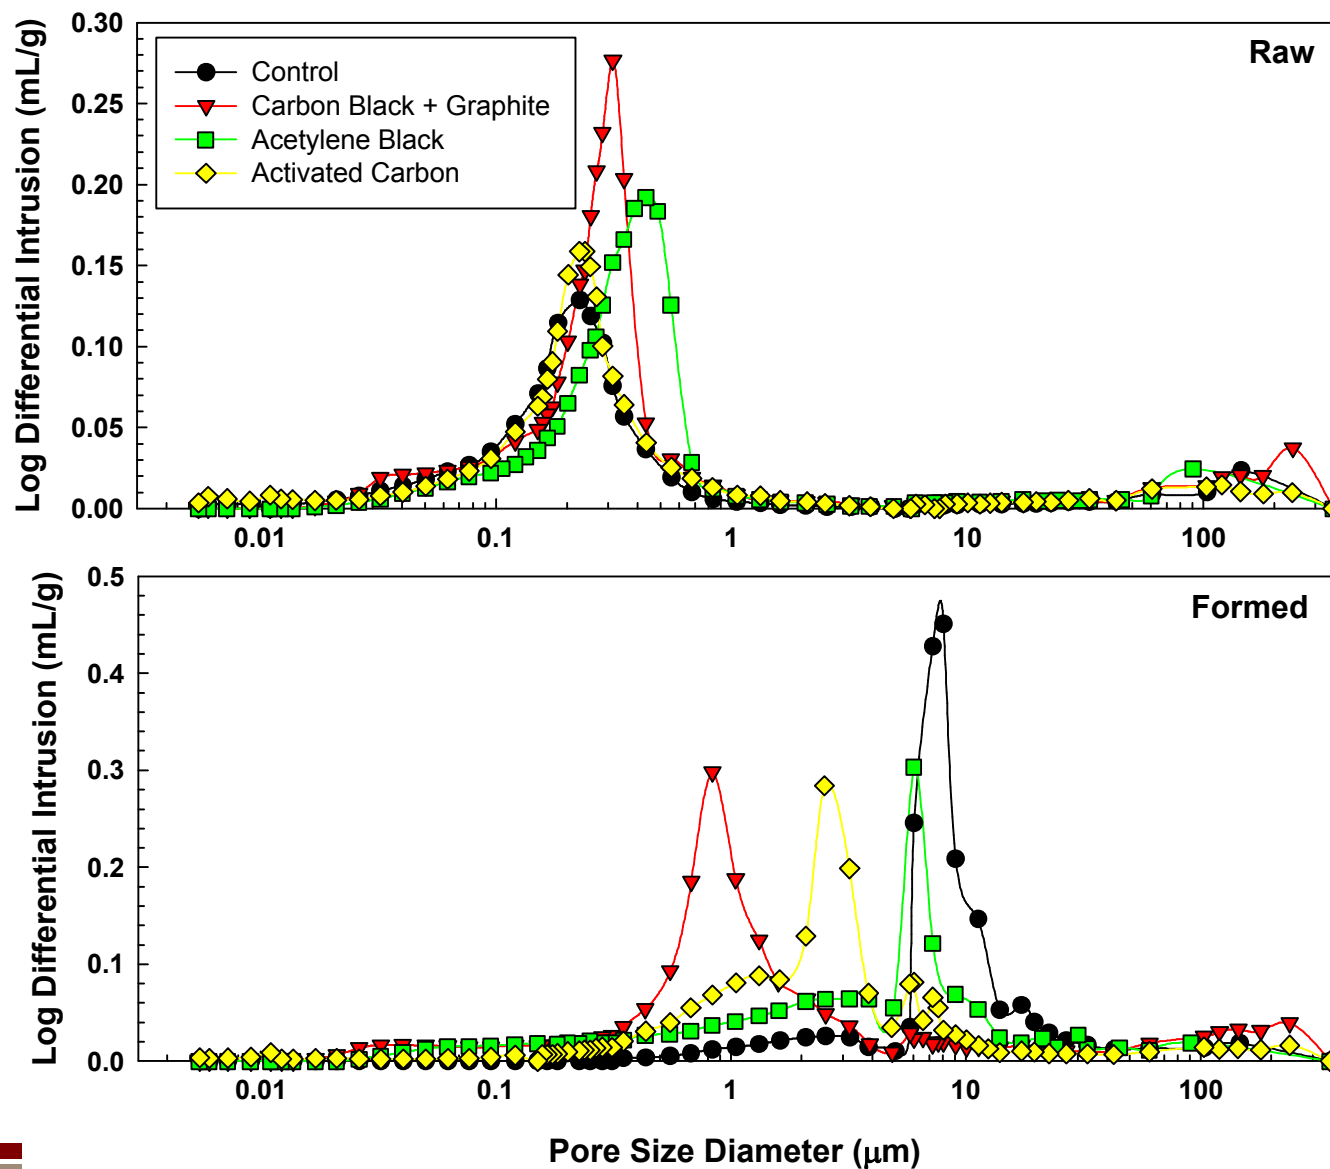 0.30
0.25
0.20
0.15
0.10
0.05
0.00
Log Differential Intrusion (mL/g)
Raw
Control
Carbon Black + Graphite
Acetylene Black
Activated Carbon
0.01 0.1 1 10 100
0.5
0.4
0.3
0.2
0.1
0.0
Log Differential Intrusion (mL/g)
Formed
0.01 0.1 1 10 100
Pore Size Diameter (μm)